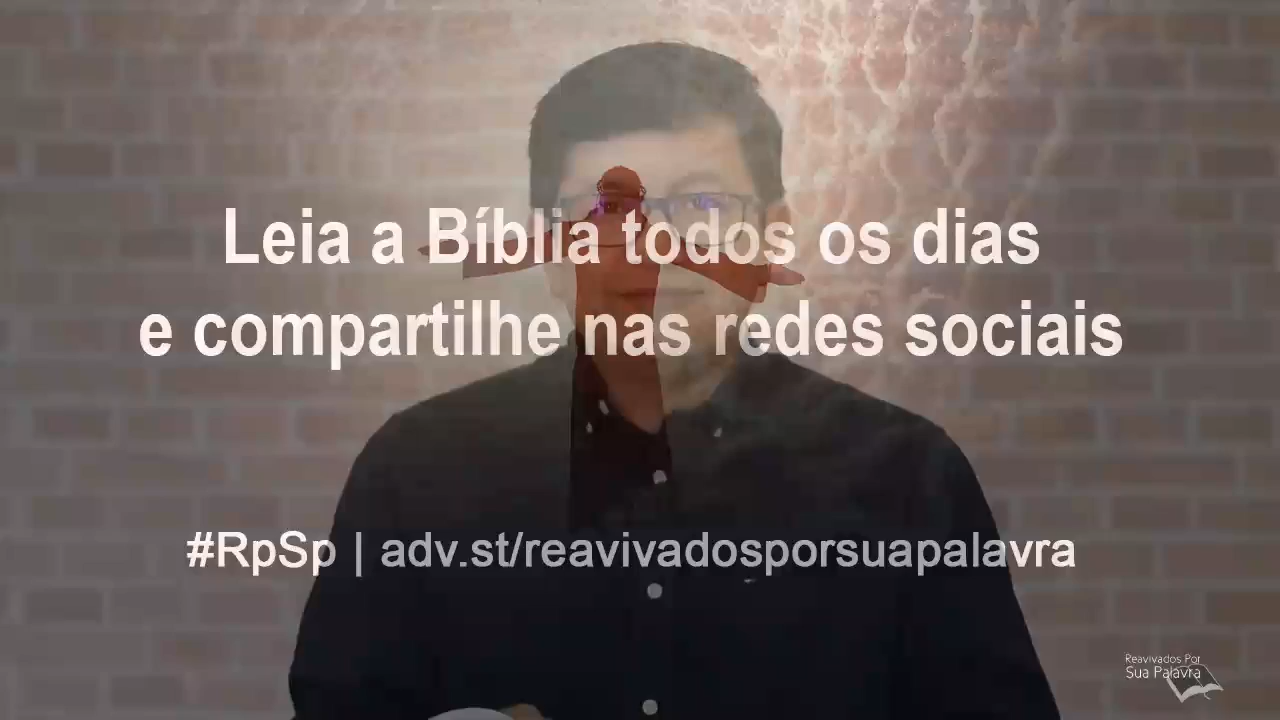 Leia a Bíblia todos os dias
e compartilhe nas redes sociais
#RpSp | adv.st/reavivadosporsuapalavra
Reavivados Por
Sua Palavra